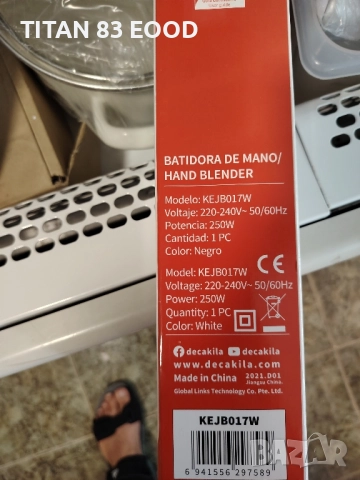 TITAN 83 EOOD
BATIDORA DE MANO/
HAND BLENDER
Modelo: KEJB017W
Voltaje: 220-240V~ 50/60Hz
Potencia: 250W
Cantidad: 1 PC
Color: Negro
Model: KEJB017W
Voltage: 220-240V~ 50/60Hz
Power: 250W
Quantity: 1 PC
Color: White
CE
decakila decakila
www.decakila.com
Made in China 2021.D01
Jiangsu China.
Global Links Technology Co., Pte. Ltd.
KEJB017W
6 941556 297589
BAZAR